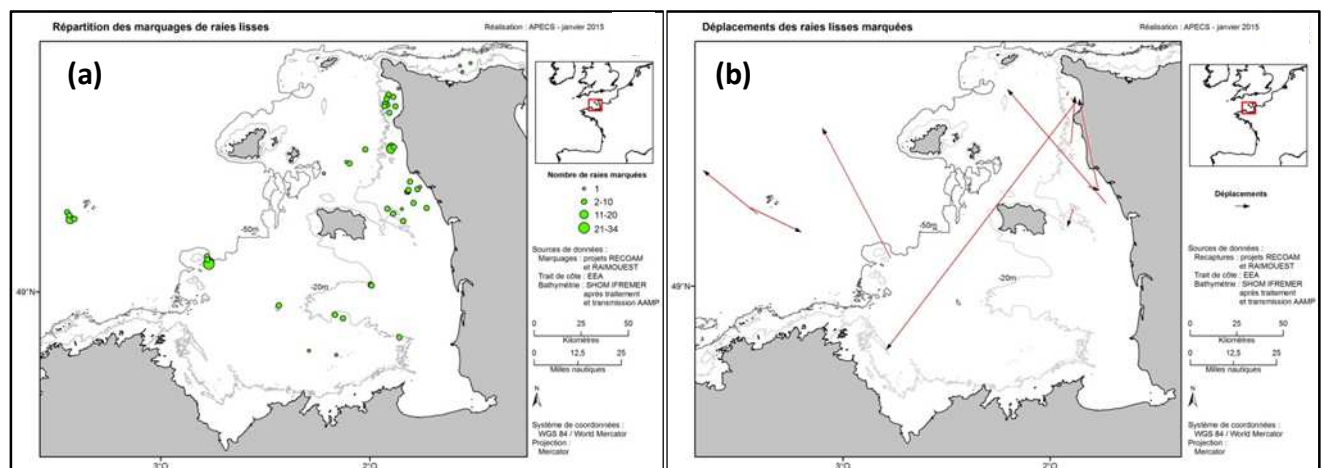 Répartition des marquages de raies lisses
Réalisation : APECS - janvier 2015
(a)
-50m
-20m
49°N
3°O
2°O
Nombre de raies marquées
1
2-10
11-20
21-34
Sources de données :
Marquages : projets RECOAM
et RAIMOUEST
Trait de côte : EEA
Bathymétrie : SHOM IFREMER
après traitement
et transmission AAMP
0 25 50
Kilomètres
0 12,5 25
Milles nautiques
N
Système de coordonnées :
WGS 84 / World Mercator
Projection :
Mercator
Déplacements des raies lisses marquées
Réalisation : APECS - janvier 2015
(b)
-50m
-20m
49°N
3°O
2°O
Déplacements
Sources de données :
Recaptures : projets RECOAM
et RAIMOUEST
Trait de côte : EEA
Bathymétrie : SHOM IFREMER
après traitement
et transmission AAMP
0 25 50
Kilomètres
0 12,5 25
Milles nautiques
N
Système de coordonnées :
WGS 84 / World Mercator
Projection :
Mercator